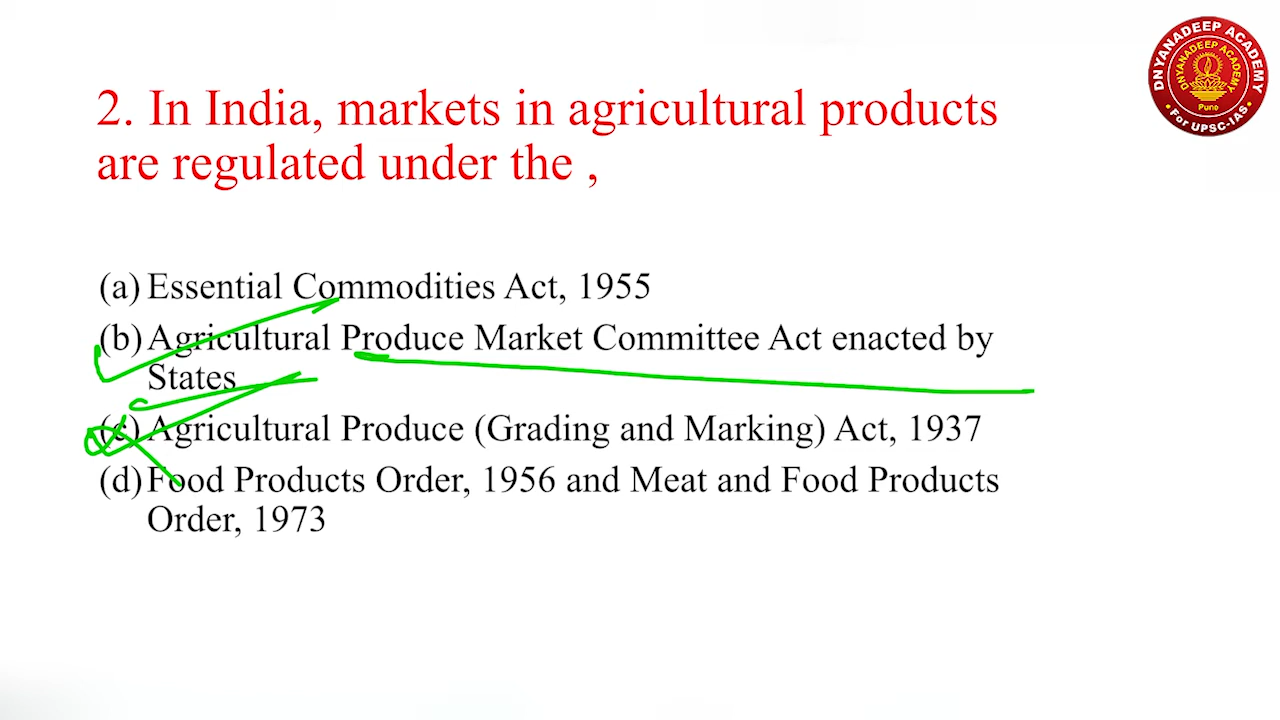 2. In India, markets in agricultural products
are regulated under the ,
(a) Essential Commodities Act, 1955
(b) Agricultural Produce Market Committee Act enacted by
States
(c) Agricultural Produce (Grading and Marking) Act, 1937
(d) Food Products Order, 1956 and Meat and Food Products
Order, 1973
DNYANADEEP ACADEMY
DNYANADEEP ACADEMY
Pune
• For UPSC-IAS •